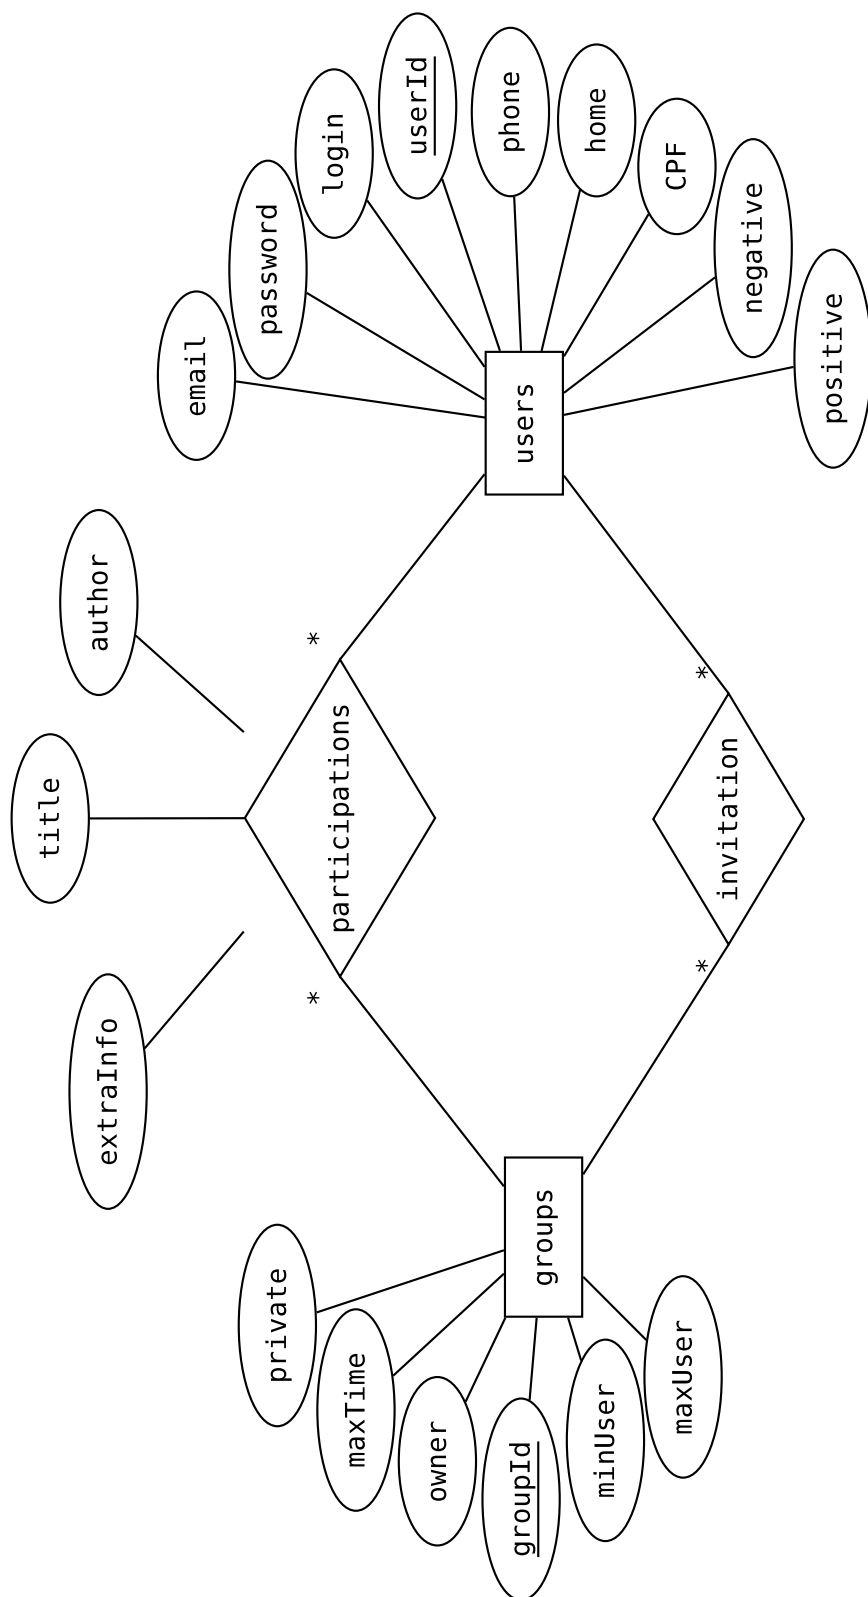 extraInfo
title
author
email
password
login
userId
phone
home
CPF
negative
positive
users
*
participations
*
*
invitation
*
groups
private
maxTime
owner
groupId
minUser
maxUser